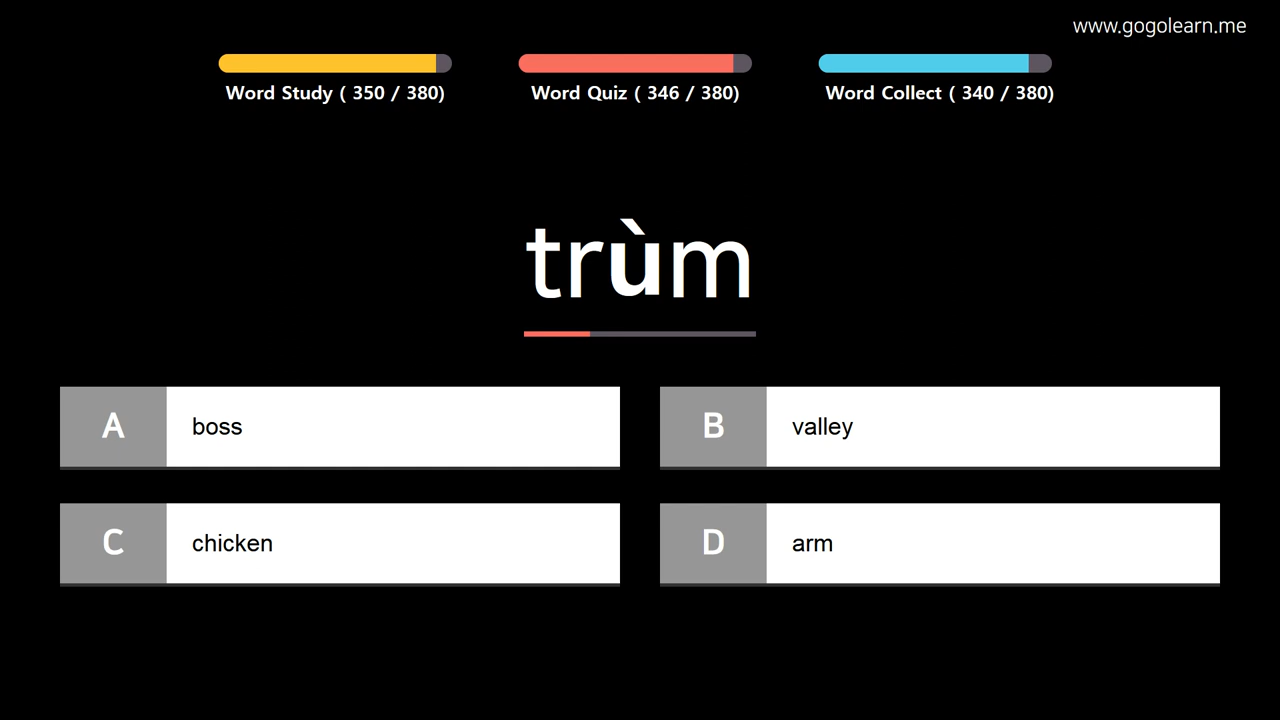 www.gogolearn.me
Word Study ( 350 / 380)
Word Quiz ( 346 / 380)
Word Collect ( 340 / 380)
trùm
A boss
B valley
C chicken
D arm